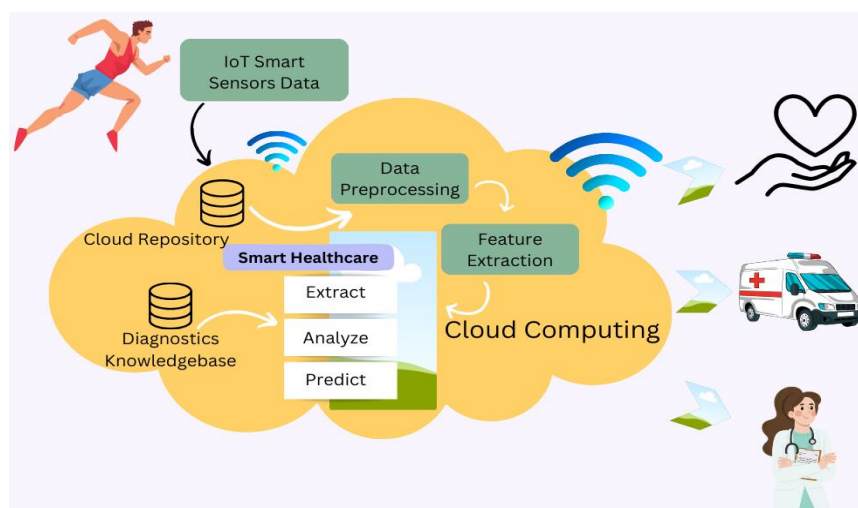 IoT Smart
Sensors Data
Data
Preprocessing
Cloud Repository
Feature
Extraction
Smart Healthcare
Extract
Analyze
Predict
Diagnostics
Knowledgebase
Cloud Computing